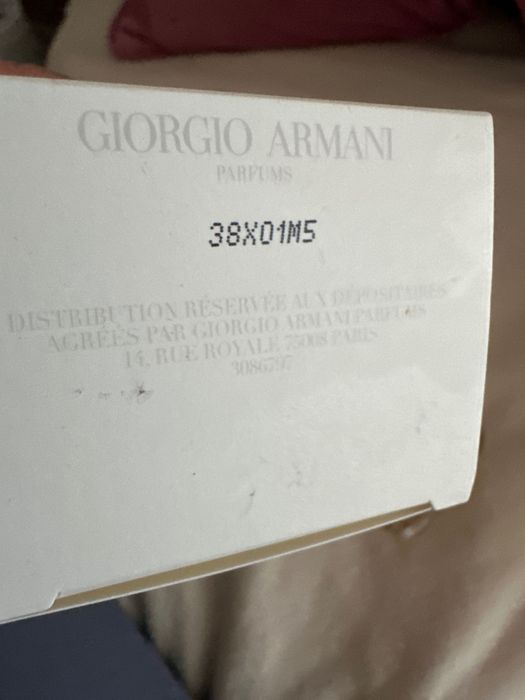 GIORGIO ARMANI
PARFUMS
38X01M5
DISTRIBUTION RÉSERVÉE AUX DÉPOSITAIRES
AGRÉÉS PAR GIORGIO ARMANI PARFUMS
14, RUE ROYALE 75008 PARIS
3086797